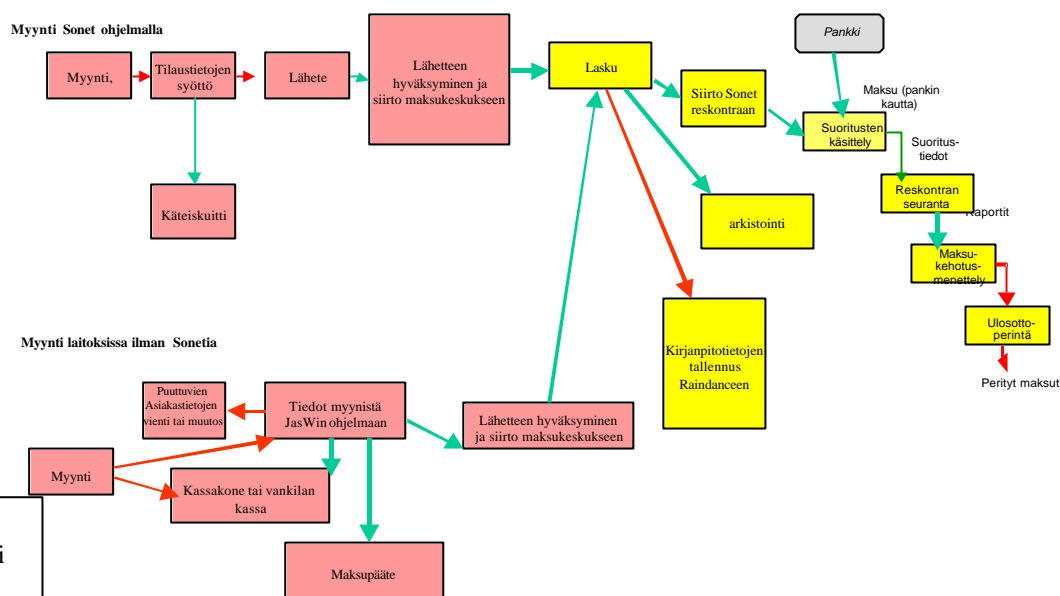 Myynti Sonet ohjelmalla
Myynti,
Tilaustietojen
syöttö
Lähete
Lähetteen
hyväksyminen ja
siirto maksukeskukseen
Lasku
Siirto Sonet
reskontraan
Pankki
Maksu (pankin
kautta)
Suoritusten
käsittely
Suoritus-
tiedot
Reskontran
seuranta
Raportit
Maksu-
kehotus-
menettely
Ulosotto-
perintä
Perityt maksut
Käteiskuitti
arkistointi
Kirjanpitotietojen
tallennus
Raindanceen
Myynti laitoksissa ilman Sonetia
Puuttuvien
Asiakastietojen
vienti tai muutos
Tiedot myynistä
JasWin ohjelmaan
Lähetteen hyväksyminen
ja siirto maksukeskukseen
Myynti
Kassakone tai vankilan
kassa
Maksupääte
i